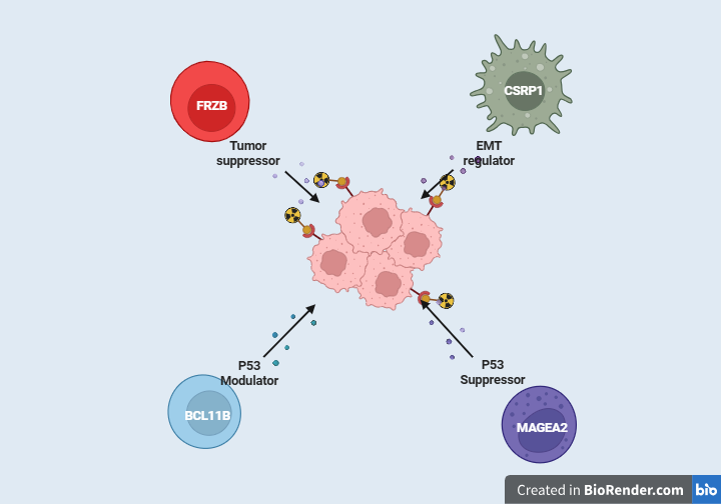 FRZB
CSRP1
Tumor
suppressor
EMT
regulator
P53
Modulator
P53
Suppressor
BCL11B
MAGEA2
Created in BioRender.com bio